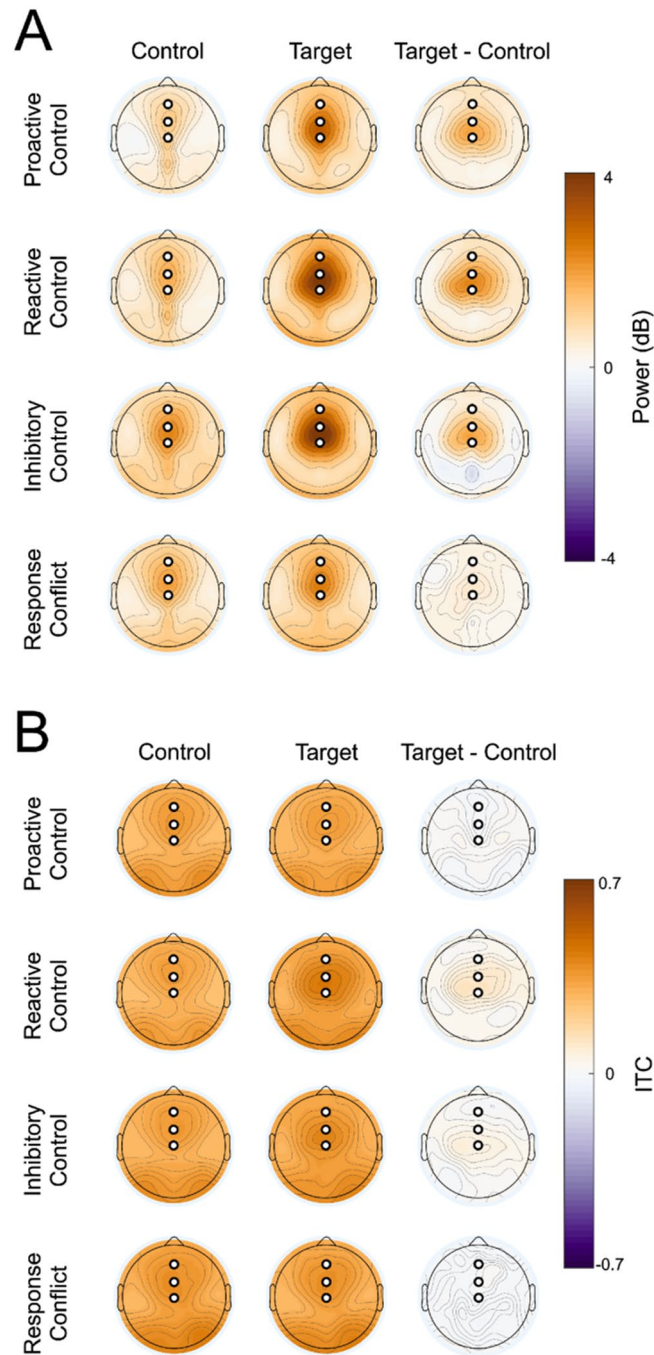 A
Control Target Target - Control
Proactive
Control
Reactive
Control
Inhibitory
Control
Response
Conflict
4
0
-4
Power (dB)
B
Control Target Target - Control
Proactive
Control
Reactive
Control
Inhibitory
Control
Response
Conflict
0.7
0
-0.7
ITC